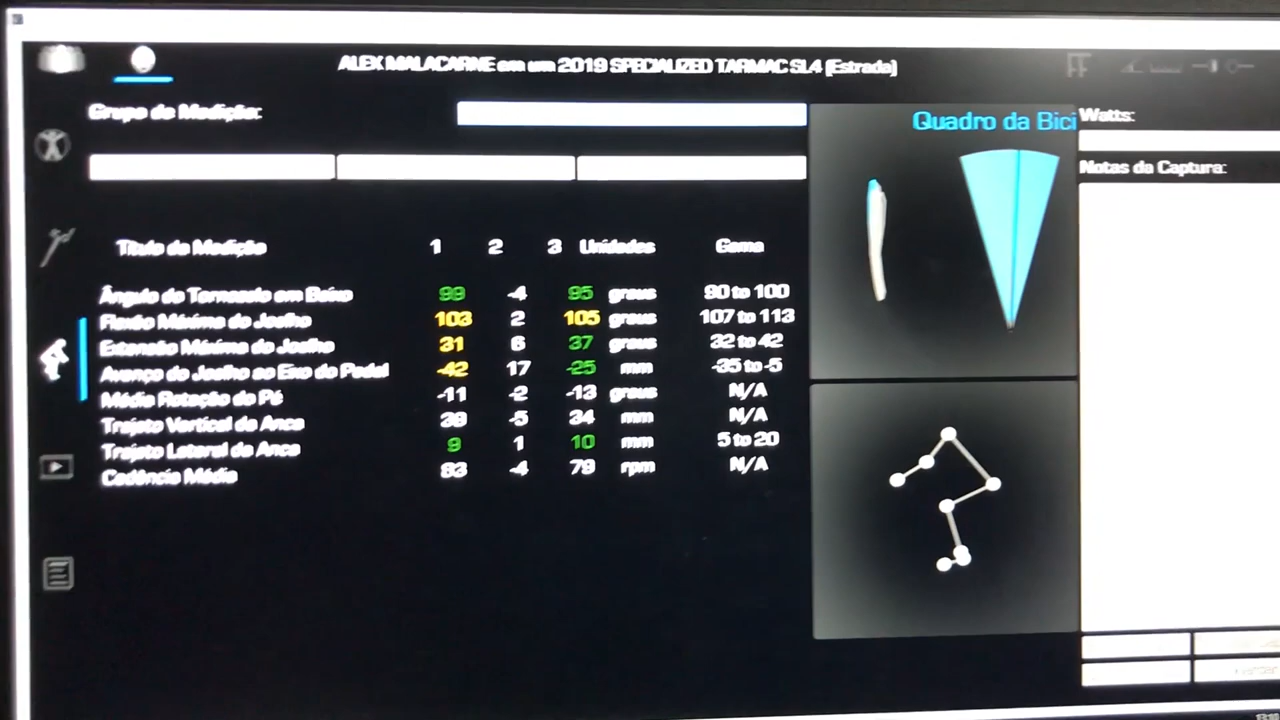 ALEX MALACARNE em um 2019 SPECIALIZED TARMAC SL4 (Estrada)
Grupo de Medição:
Quadro da Bici
Watts:
Notas da Captura:
Título da Medição 1 2 3 Unidades Gama
Ângulo do Tornozelo em Baixo 99 -4 95 graus 90 to 100
Flexão Máxima do Joelho 103 2 105 graus 107 to 113
Extensão Máxima do Joelho 31 6 37 graus 32 to 42
Avanço do Joelho ao Eixo do Pedal -42 17 -25 mm -35 to -5
Média Rotação do Pé -11 -2 -13 graus N/A
Trajeto Vertical da Anca 39 -5 34 mm N/A
Trajeto Lateral da Anca 9 1 10 mm 5 to 20
Cadência Média 83 -4 79 rpm N/A